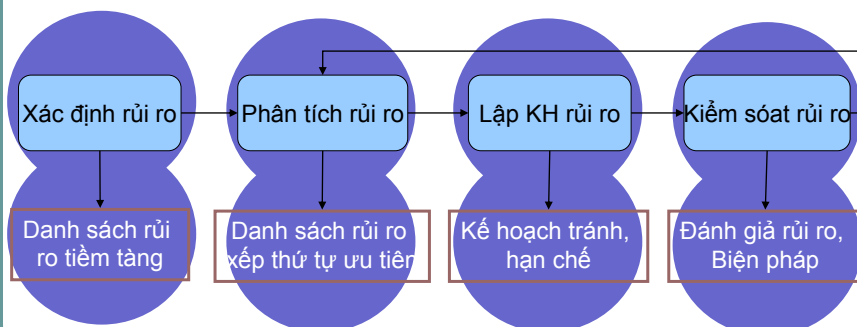 Xác định rủi ro
Phân tích rủi ro
Lập KH rủi ro
Kiểm sóat rủi ro
Danh sách rủi
ro tiềm tàng
Danh sách rủi ro
xếp thứ tự ưu tiên
Kế hoạch tránh,
hạn chế
Đánh giả rủi ro,
Biện pháp